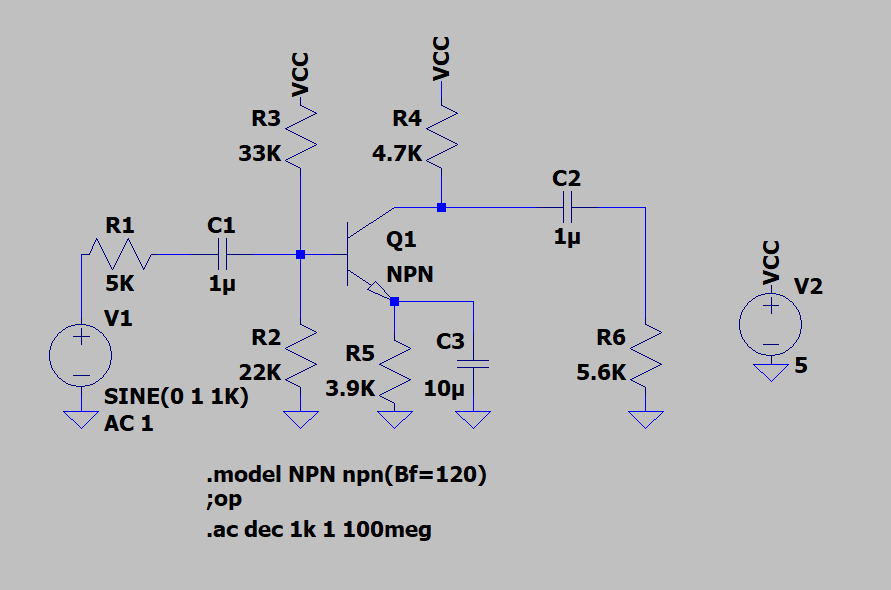 VCC
VCC
R3
33K
R4
4.7K
C2
1µ
R1
5K
C1
1µ
Q1
NPN
VCC
V2
5
V1
SINE(0 1 1K)
AC 1
R2
22K
R5
3.9K
C3
10µ
R6
5.6K
.model NPN npn(Bf=120)
;op
.ac dec 1k 1 100meg